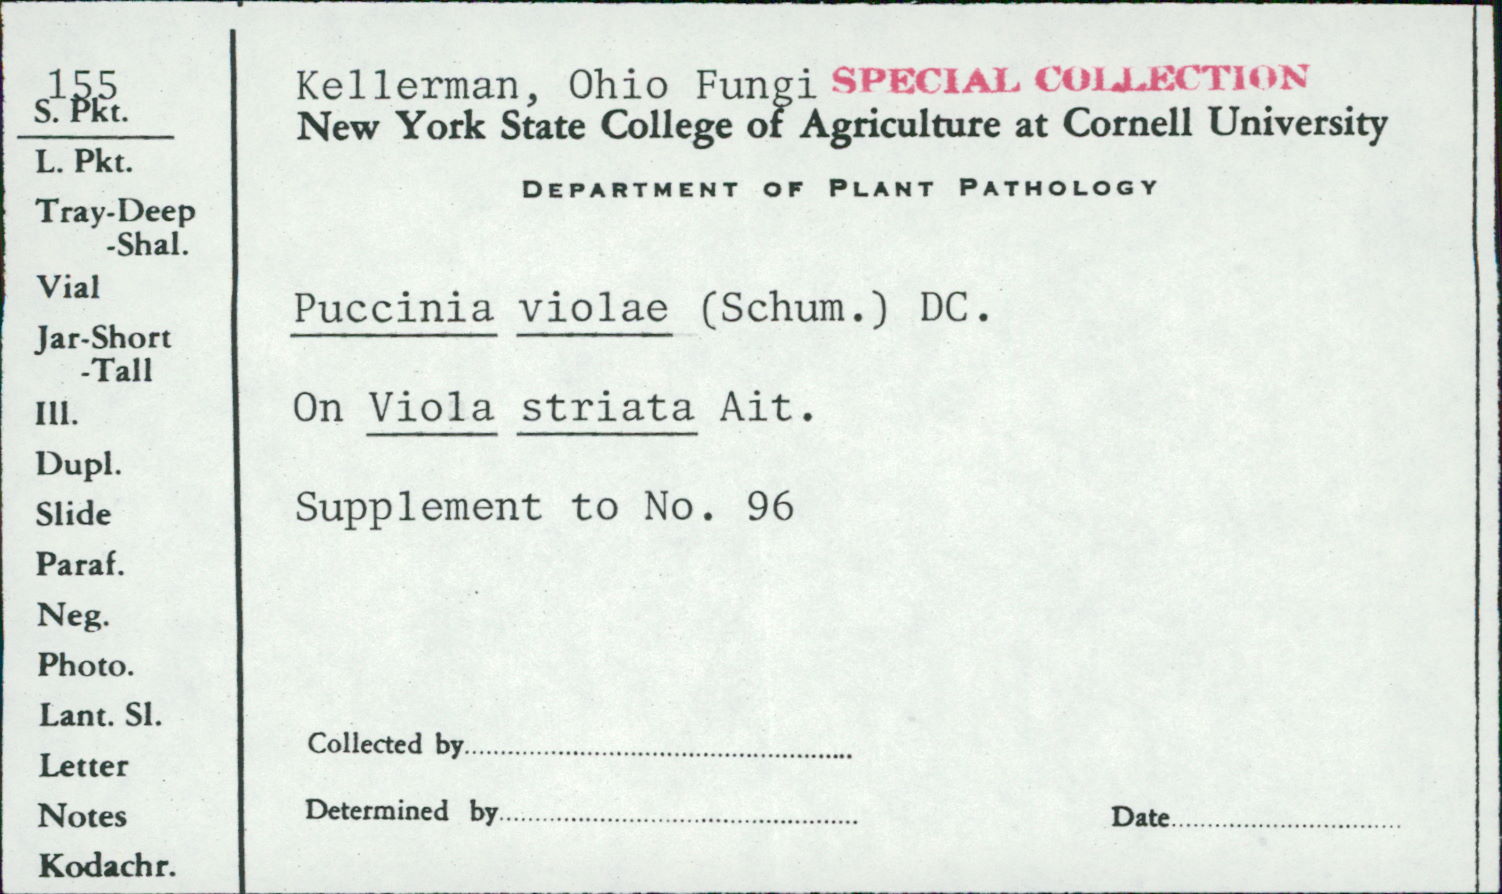 155
S. Pkt.
L. Pkt.
Tray-Deep
-Shal.
Vial
Jar-Short
-Tall
Ill.
Dupl.
Slide
Paraf.
Neg.
Photo.
Lant. Sl.
Letter
Notes
Kodachr.
Kellerman, Ohio Fungi SPECIAL COLLECTION
New York State College of Agriculture at Cornell University
DEPARTMENT OF PLANT PATHOLOGY
Puccinia violae (Schum.) DC.
On Viola striata Ait.
Supplement to No. 96
Collected by
Determined by
Date